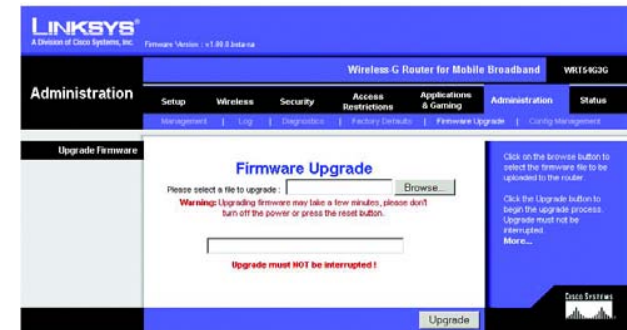 LINKSYS®
A Division of Cisco Systems, Inc.
Firmware Version :
Wireless-G Router for Mobile Broadband WRT54G3G
Administration
Setup Wireless Security Access Restrictions Applications & Gaming Administration Status
Management | Log | Diagnostics | Factory Defaults | Firmware Upgrade | Config Management
Upgrade Firmware
Firmware Upgrade
Please select a file to upgrade : Browse...
Warning: Upgrading firmware may take a few minutes, please don't
turn off the power or press the reset button.
Upgrade must NOT be interrupted !
Click on the browse button to
select the firmware file to be
uploaded to the router.
Click the Upgrade button to
begin the upgrade process.
Upgrade must not be
interrupted.
More...
Upgrade
CISCO SYSTEMS